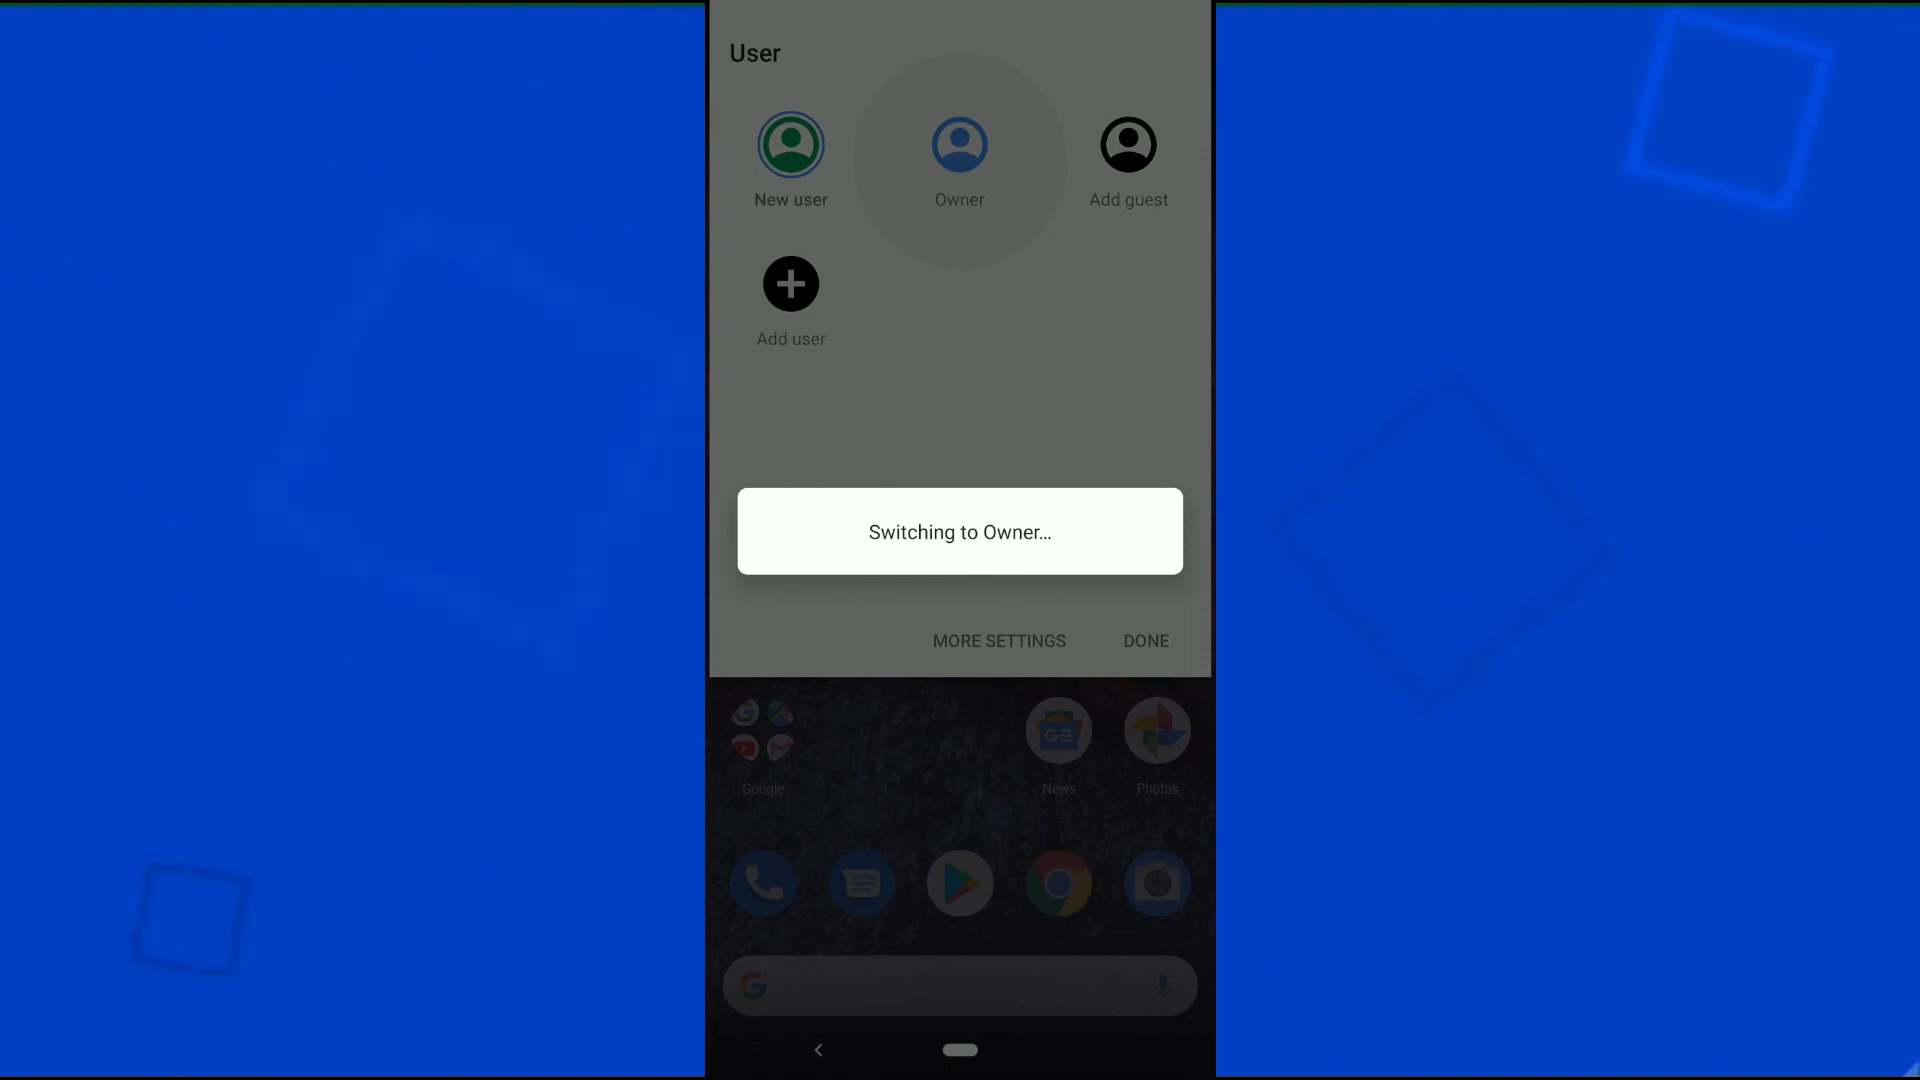 User
New user
Owner
Add guest
Add user
Switching to Owner...
MORE SETTINGS
DONE
Google
News
Photos